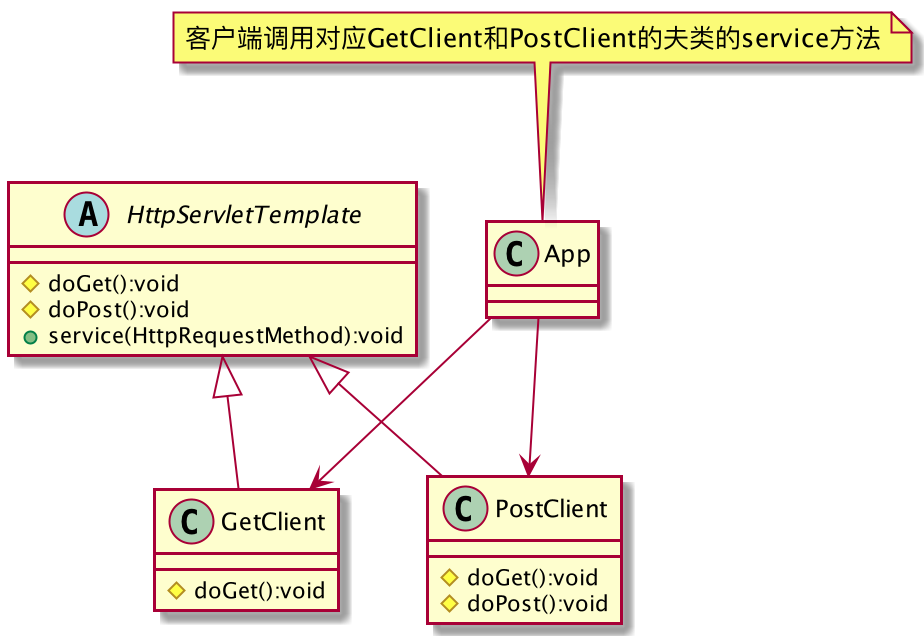 客户端调用对应GetClient和PostClient的夫类的service方法
A HttpServletTemplate
doGet():void
doPost():void
service(HttpRequestMethod):void
C App
C GetClient
doGet():void
C PostClient
doGet():void
doPost():void